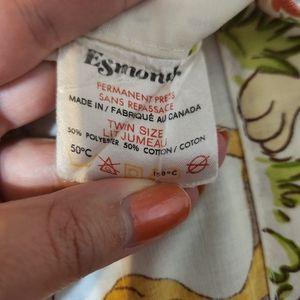 Esmond
PERMANENT PRESS
SANS REPASSAGE
MADE IN / FABRIQUÉ AU CANADA
TWIN SIZE
LIT JUMEAU
50% POLYESTER 50% COTTON / COTON
50°C